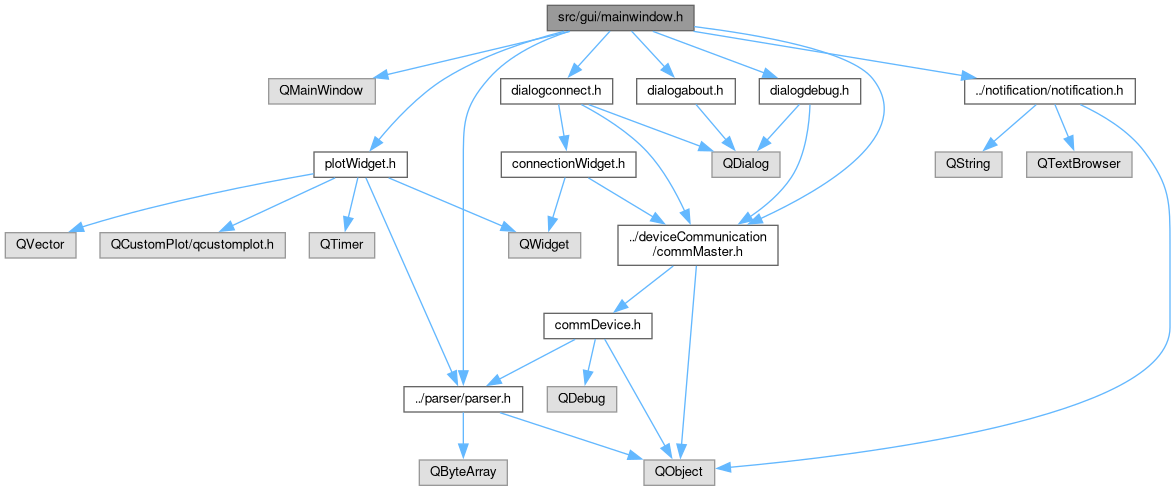 src/gui/mainwindow.h
QMainWindow
dialogconnect.h
dialogabout.h
dialogdebug.h
../notification/notification.h
plotWidget.h
connectionWidget.h
QDialog
QString
QTextBrowser
QVector
QCustomPlot/qcustomplot.h
QTimer
QWidget
../deviceCommunication
/commMaster.h
commDevice.h
../parser/parser.h
QDebug
QByteArray
QObject